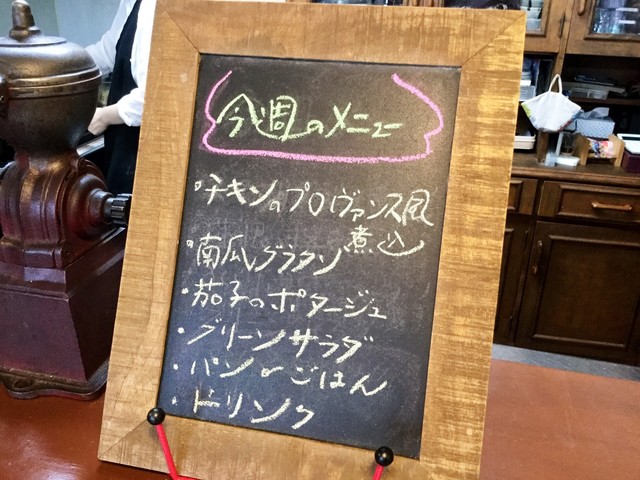 今週のメニュー
・チキンのプロヴァンス風
煮込
・南瓜グラタン
・茄子のポタージュ
・グリーンサラダ
・パンorごはん
・ドリンク